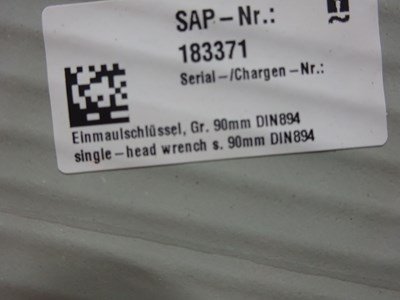 SAP-Nr.:
183371
Serial-/Chargen-Nr.:
Einmaulschlüssel, Gr. 90mm DIN894
single-head wrench s. 90mm DIN894